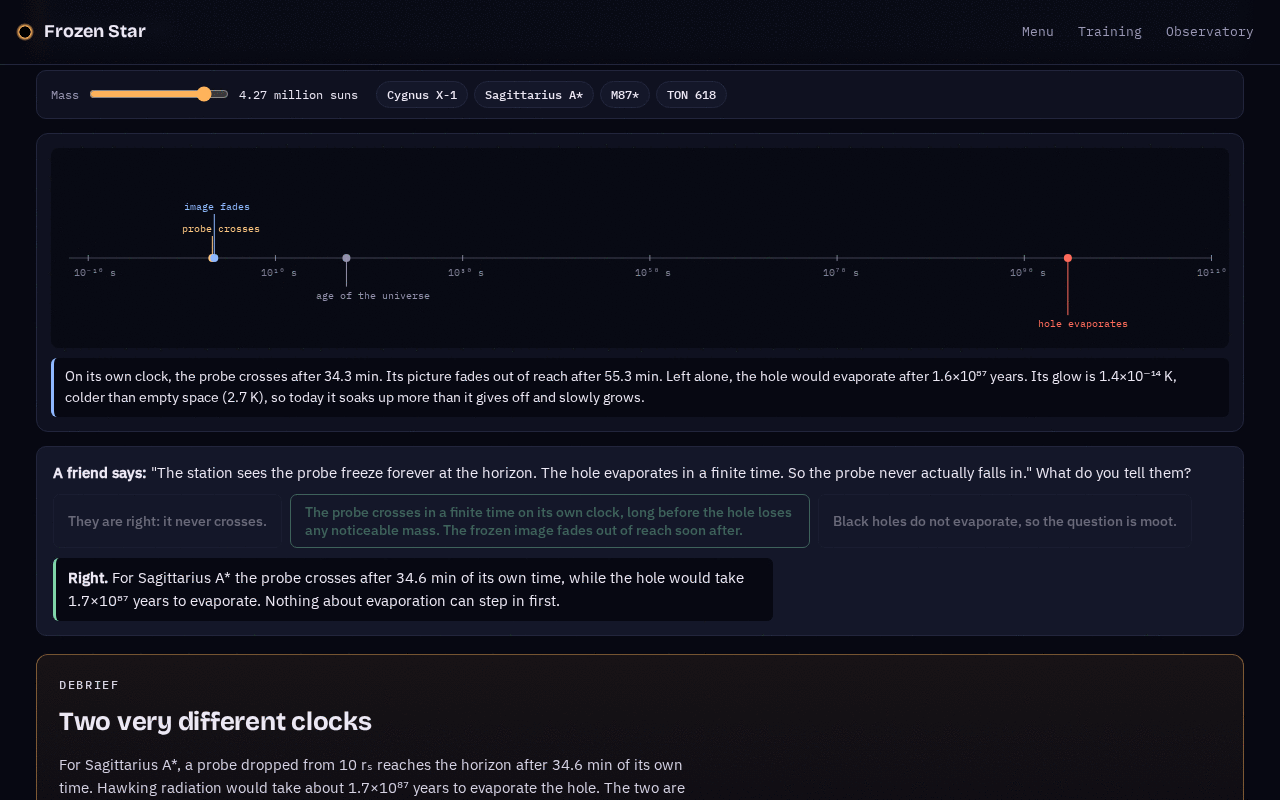 Frozen Star
Menu Training Observatory
Mass 4.27 million suns Cygnus X-1 Sagittarius A* M87* TON 618
image fades
probe crosses
10⁻¹⁰ s 10¹⁰ s 10³⁰ s 10⁵⁰ s 10⁷⁰ s 10⁹⁰ s 10¹¹⁰
age of the universe
hole evaporates
On its own clock, the probe crosses after 34.3 min. Its picture fades out of reach after 55.3 min. Left alone, the hole would evaporate after 1.6×10⁸⁷ years. Its glow is 1.4×10⁻¹⁴ K,
colder than empty space (2.7 K), so today it soaks up more than it gives off and slowly grows.
A friend says: "The station sees the probe freeze forever at the horizon. The hole evaporates in a finite time. So the probe never actually falls in." What do you tell them?
They are right: it never crosses.
The probe crosses in a finite time on its own clock, long before the hole loses
any noticeable mass. The frozen image fades out of reach soon after.
Black holes do not evaporate, so the question is moot.
Right. For Sagittarius A* the probe crosses after 34.6 min of its own time, while the hole would take
1.7×10⁸⁷ years to evaporate. Nothing about evaporation can step in first.
DEBRIEF
Two very different clocks
For Sagittarius A*, a probe dropped from 10 rₛ reaches the horizon after 34.6 min of its own
time. Hawking radiation would take about 1.7×10⁸⁷ years to evaporate the hole. The two are